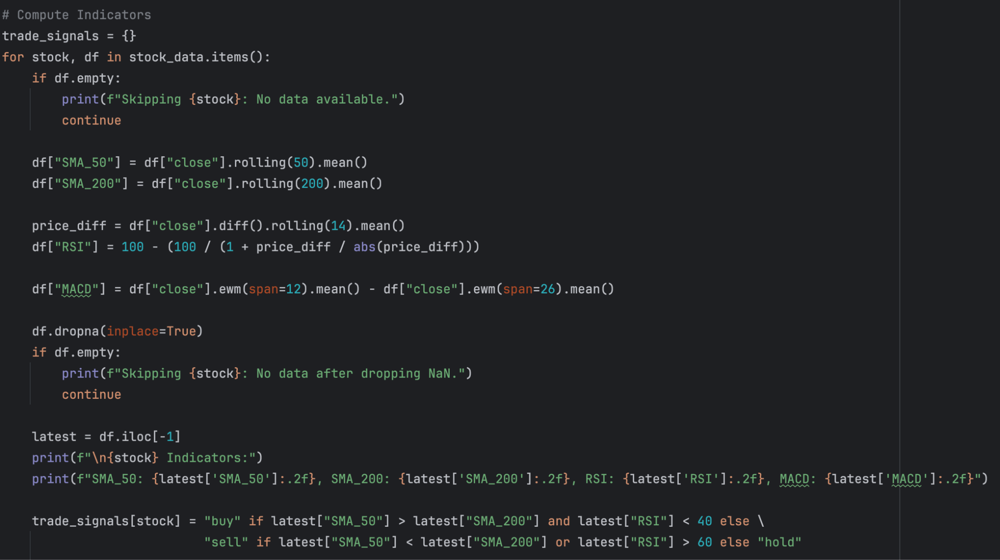 # Compute Indicators
trade_signals = {}
for stock, df in stock_data.items():
    if df.empty:
        print(f"Skipping {stock}: No data available.")
        continue

    df["SMA_50"] = df["close"].rolling(50).mean()
    df["SMA_200"] = df["close"].rolling(200).mean()

    price_diff = df["close"].diff().rolling(14).mean()
    df["RSI"] = 100 - (100 / (1 + price_diff / abs(price_diff)))

    df["MACD"] = df["close"].ewm(span=12).mean() - df["close"].ewm(span=26).mean()

    df.dropna(inplace=True)
    if df.empty:
        print(f"Skipping {stock}: No data after dropping NaN.")
        continue

    latest = df.iloc[-1]
    print(f"\n{stock} Indicators:")
    print(f"SMA_50: {latest['SMA_50']:.2f}, SMA_200: {latest['SMA_200']:.2f}, RSI: {latest['RSI']:.2f}, MACD: {latest['MACD']:.2f}")

    trade_signals[stock] = "buy" if latest["SMA_50"] > latest["SMA_200"] and latest["RSI"] < 40 else \
                           "sell" if latest["SMA_50"] < latest["SMA_200"] or latest["RSI"] > 60 else "hold"